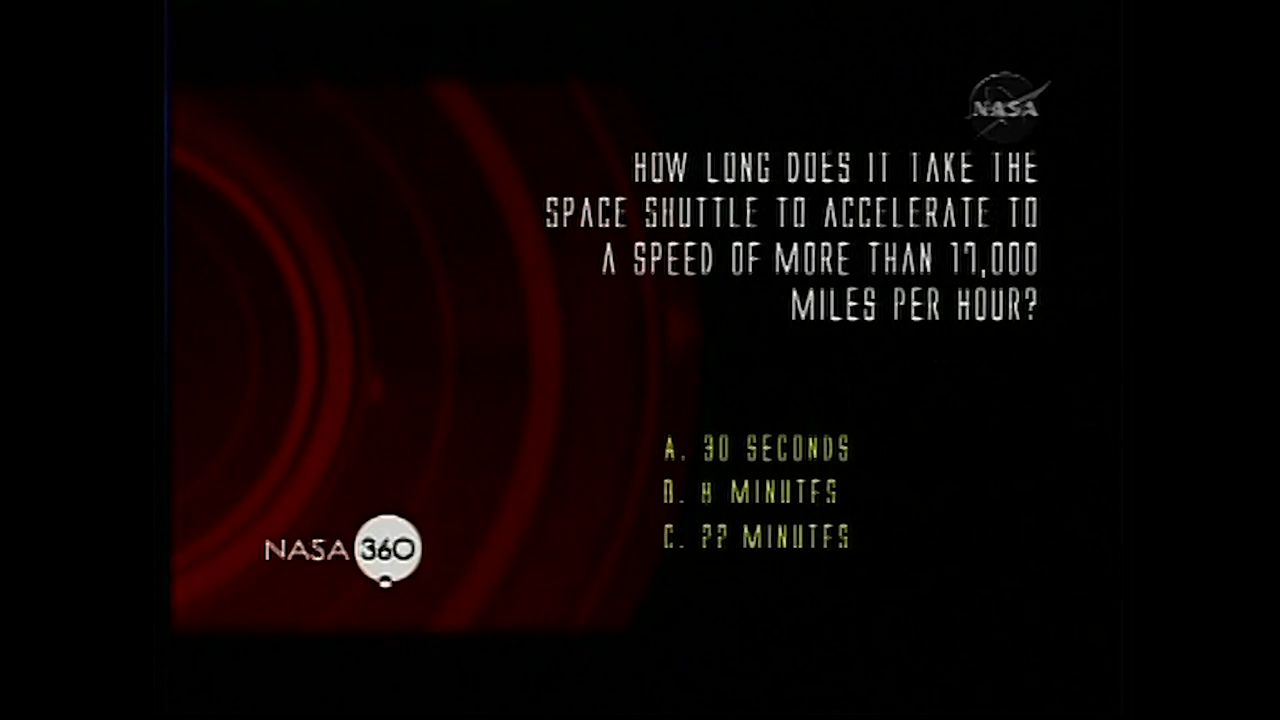 NASA
HOW LONG DOES IT TAKE THE
SPACE SHUTTLE TO ACCELERATE TO
A SPEED OF MORE THAN 17,000
MILES PER HOUR?
A. 30 SECONDS
B. 8 MINUTES
C. 22 MINUTES
NASA 360